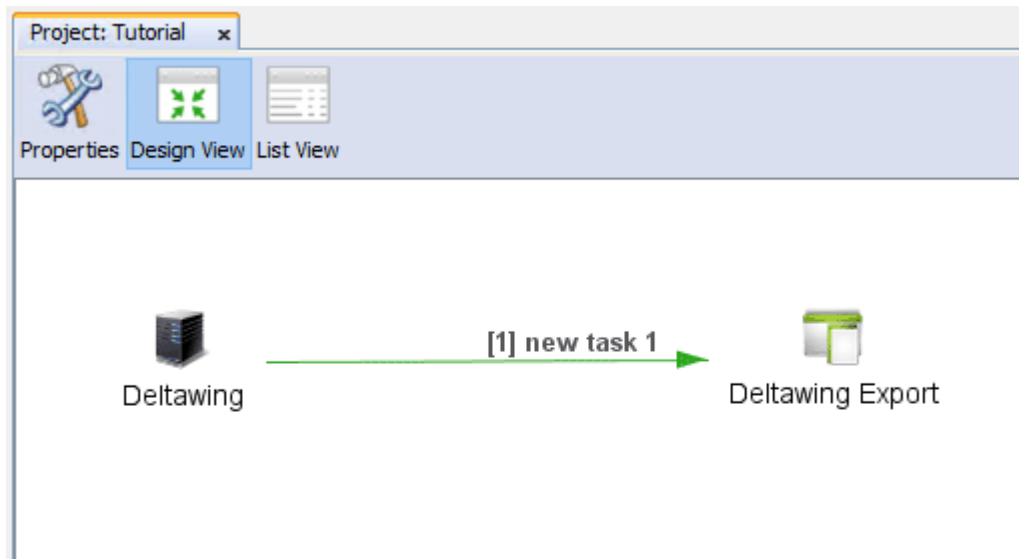 Project: Tutorial x
Properties Design View List View
[1] new task 1
Deltawing
Deltawing Export